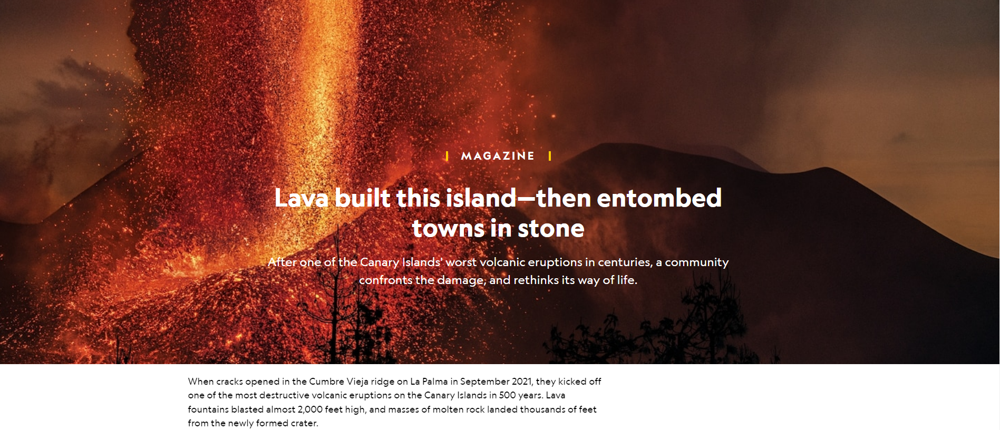 MAGAZINE
Lava built this island—then entombed
towns in stone
After one of the Canary Islands' worst volcanic eruptions in centuries, a community
confronts the damage, and rethinks its way of life.
When cracks opened in the Cumbre Vieja ridge on La Palma in September 2021, they kicked off
one of the most destructive volcanic eruptions on the Canary Islands in 500 years. Lava
fountains blasted almost 2,000 feet high, and masses of molten rock landed thousands of feet
from the newly formed crater.